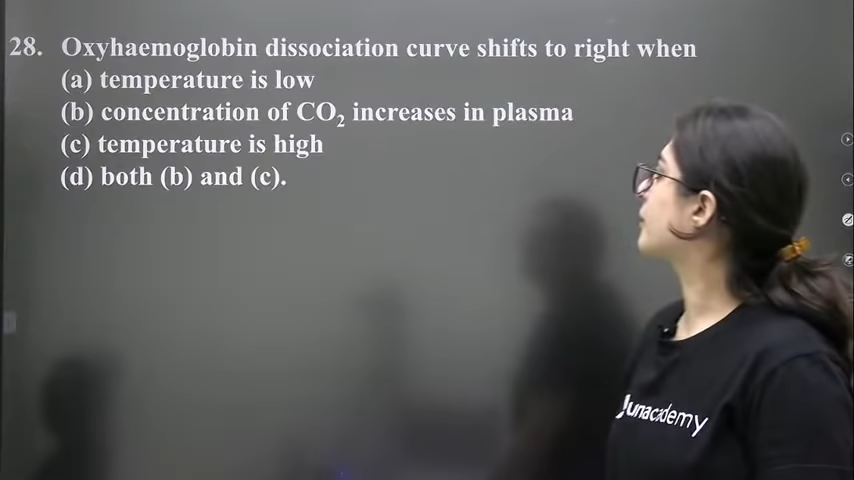 28. Oxyhaemoglobin dissociation curve shifts to right when
(a) temperature is low
(b) concentration of CO₂ increases in plasma
(c) temperature is high
(d) both (b) and (c).
unacademy